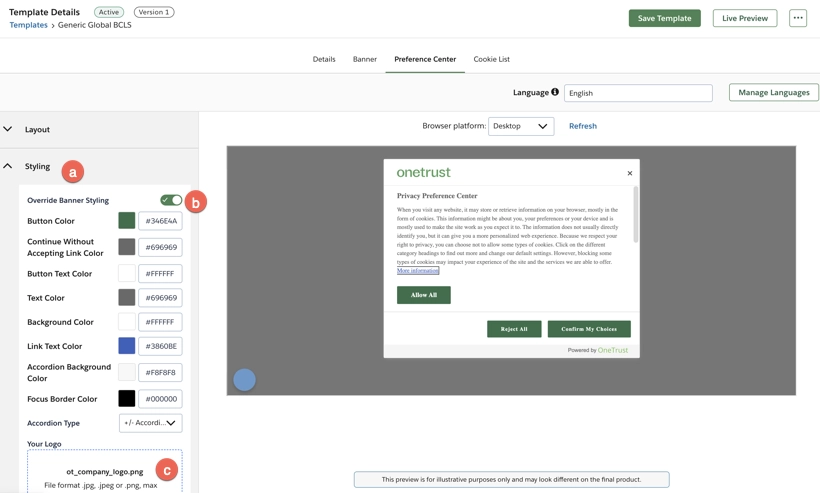 Template Details Active Version 1
Templates > Generic Global BCLS
Save Template
Live Preview
Details
Banner
Preference Center
Cookie List
Language
English
Manage Languages
Layout
Styling
a
Override Banner Styling
b
Button Color
#346E4A
Continue Without
Accepting Link Color
#696969
Button Text Color
#FFFFFF
Text Color
#696969
Background Color
#FFFFFF
Link Text Color
#3860BE
Accordion Background
Color
#F8F8F8
Focus Border Color
#000000
Accordion Type
+/- Accordi...
Your Logo
ot_company_logo.png
c
File format .jpg, .jpeg or .png, max
Browser platform: Desktop
Refresh
onetrust
Privacy Preference Center
When you visit any website, it may store or retrieve information on your browser, mostly in the
form of cookies. This information might be about you, your preferences or your device and is
mostly used to make the site work as you expect it to. The information does not usually directly
identify you, but it can give you a more personalized web experience. Because we respect your
right to privacy, you can choose not to allow some types of cookies. Click on the different
category headings to find out more and change our default settings. However, blocking some
types of cookies may impact your experience of the site and the services we are able to offer.
More information
Allow All
Reject All
Confirm My Choices
Powered by OneTrust
This preview is for illustrative purposes only and may look different on the final product.